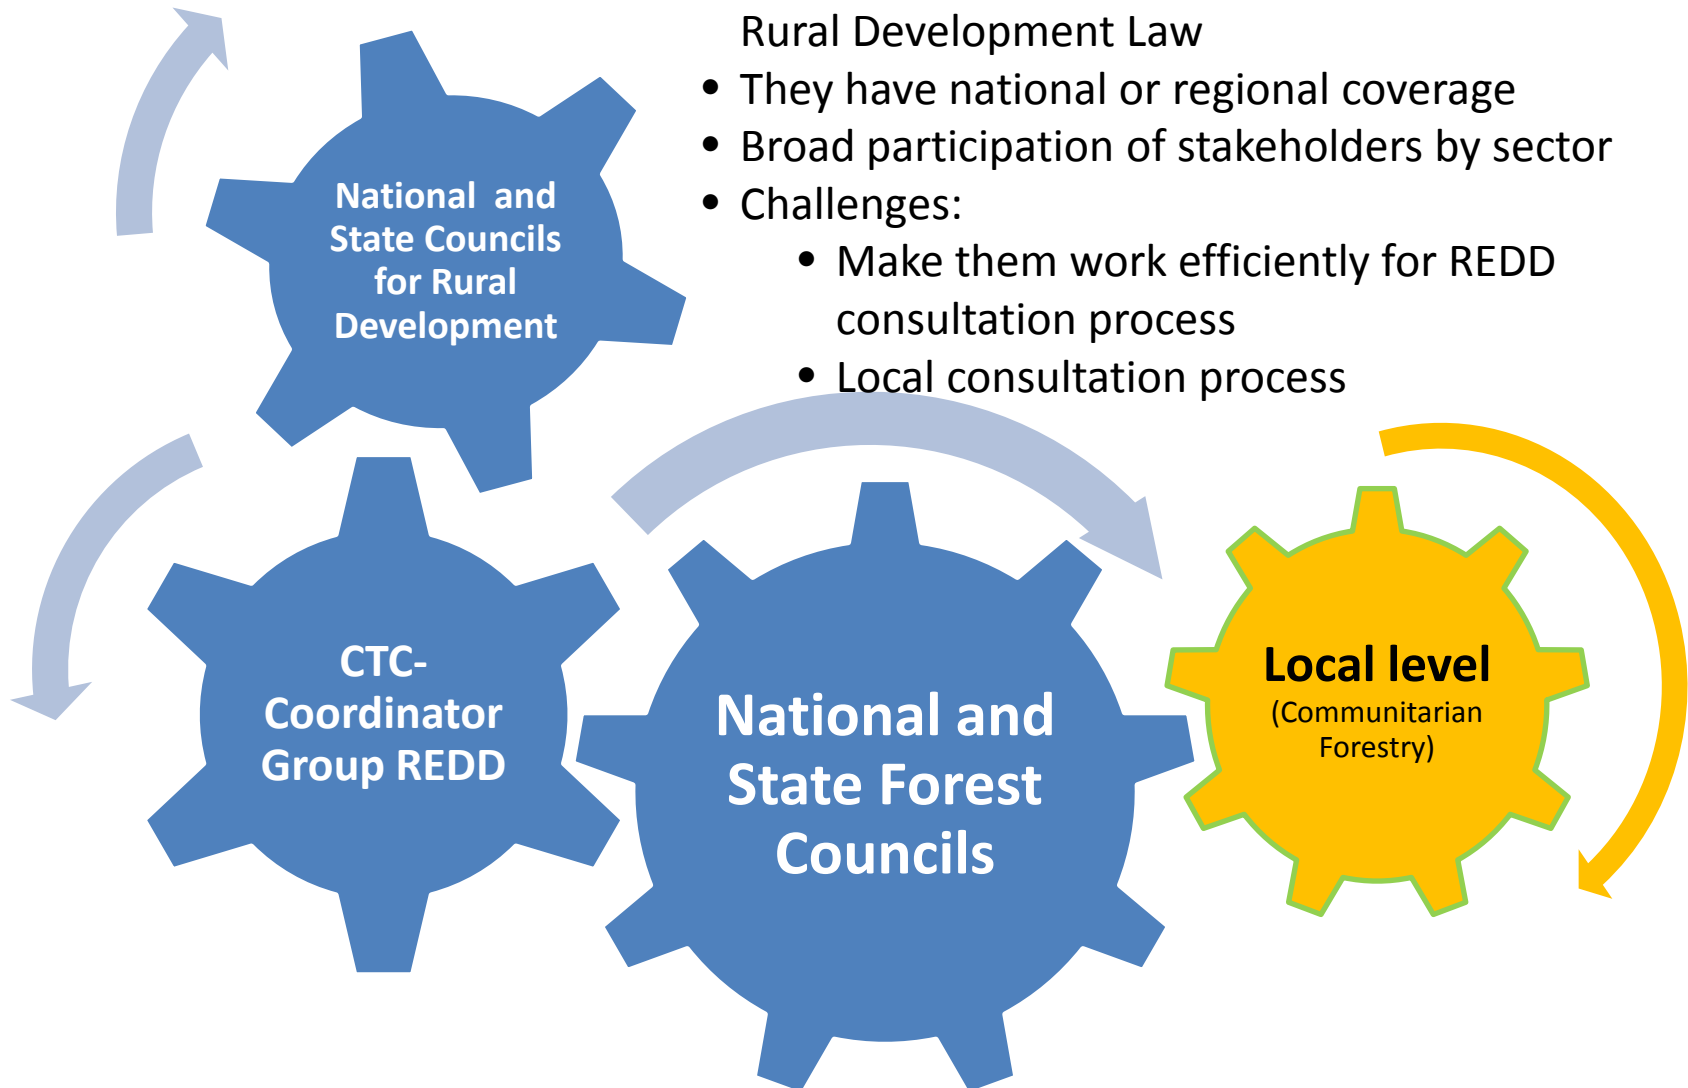 Rural Development Law
• They have national or regional coverage
• Broad participation of stakeholders by sector
• Challenges:
• Make them work efficiently for REDD
consultation process
• Local consultation process
National and
State Councils
for Rural
Development
CTC-
Coordinator
Group REDD
National and
State Forest
Councils
Local level
(Communitarian
Forestry)